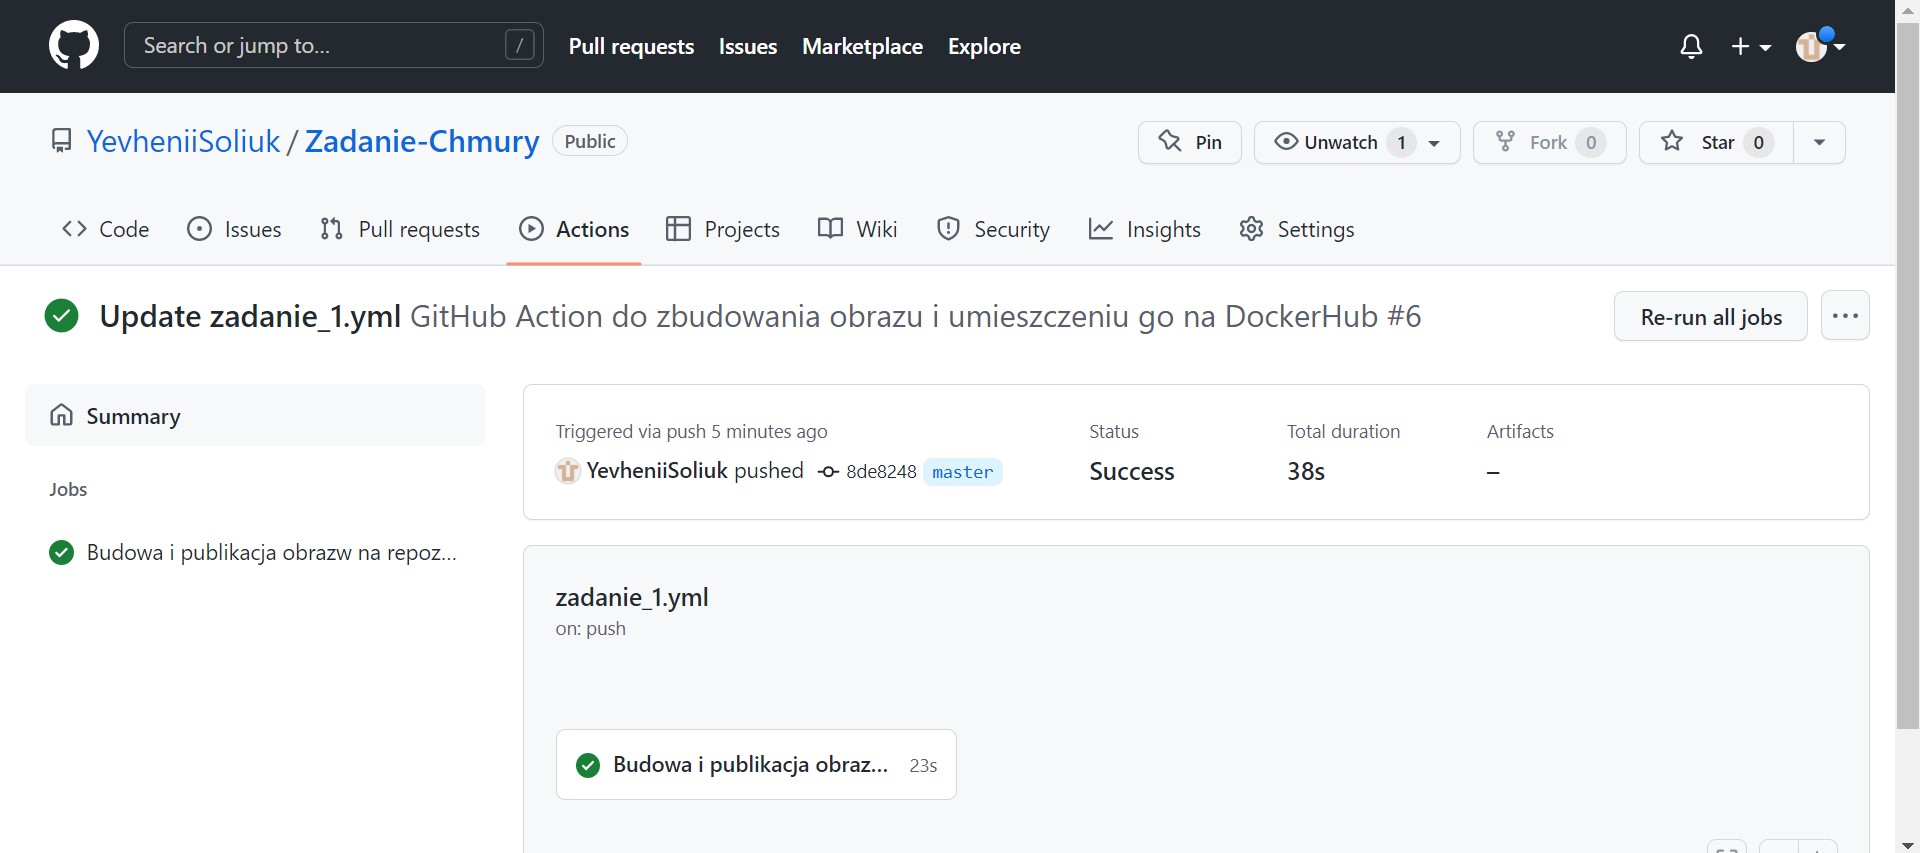 Search or jump to... /
Pull requests Issues Marketplace Explore
YevheniiSoliuk / Zadanie-Chmury Public
Pin Unwatch 1 Fork 0 Star 0
Code Issues Pull requests Actions Projects Wiki Security Insights Settings
Update zadanie_1.yml GitHub Action do zbudowania obrazu i umieszczeniu go na DockerHub #6
Re-run all jobs ...
Summary
Jobs
Budowa i publikacja obrazw na repoz...
Triggered via push 5 minutes ago
YevheniiSoliuk pushed 8de8248 master
Status
Success
Total duration
38s
Artifacts
–
zadanie_1.yml
on: push
Budowa i publikacja obraz... 23s